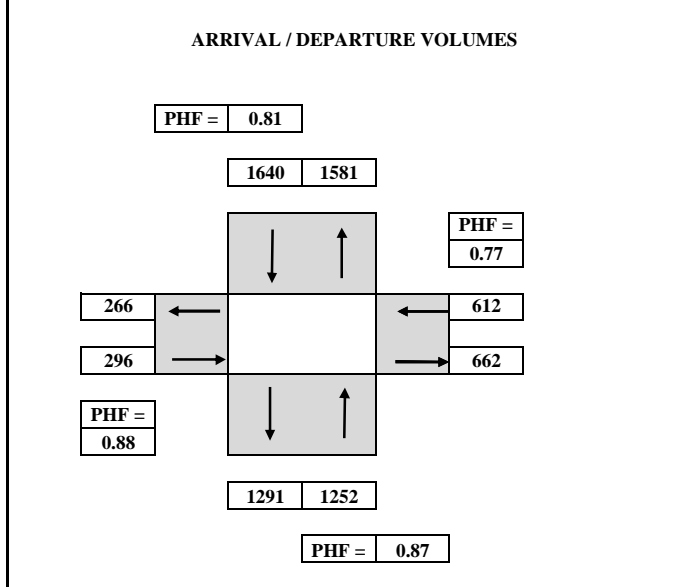 ARRIVAL / DEPARTURE VOLUMES
PHF = 0.81
1640 1581
PHF =
0.77
266 612
296 662
PHF =
0.88
1291 1252
PHF = 0.87